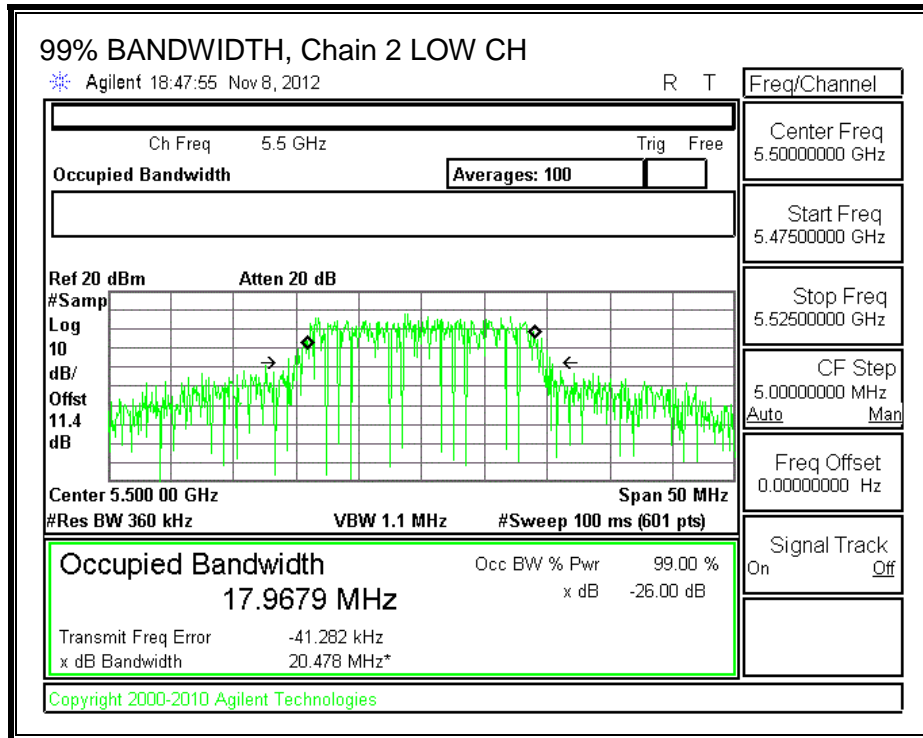 99% BANDWIDTH, Chain 2 LOW CH
Agilent 18:47:55 Nov 8, 2012 R T
Ch Freq 5.5 GHz Trig Free
Occupied Bandwidth Averages: 100
Ref 20 dBm Atten 20 dB
#Samp
Log
10
dB/
Offst
11.4
dB
Center 5.500 00 GHz Span 50 MHz
#Res BW 360 kHz VBW 1.1 MHz #Sweep 100 ms (601 pts)
Occupied Bandwidth Occ BW % Pwr 99.00 %
17.9679 MHz x dB -26.00 dB
Transmit Freq Error -41.282 kHz
x dB Bandwidth 20.478 MHz*
Copyright 2000-2010 Agilent Technologies
Freq/Channel
Center Freq
5.50000000 GHz
Start Freq
5.47500000 GHz
Stop Freq
5.52500000 GHz
CF Step
5.00000000 MHz
Auto Man
Freq Offset
0.00000000 Hz
Signal Track
On Off